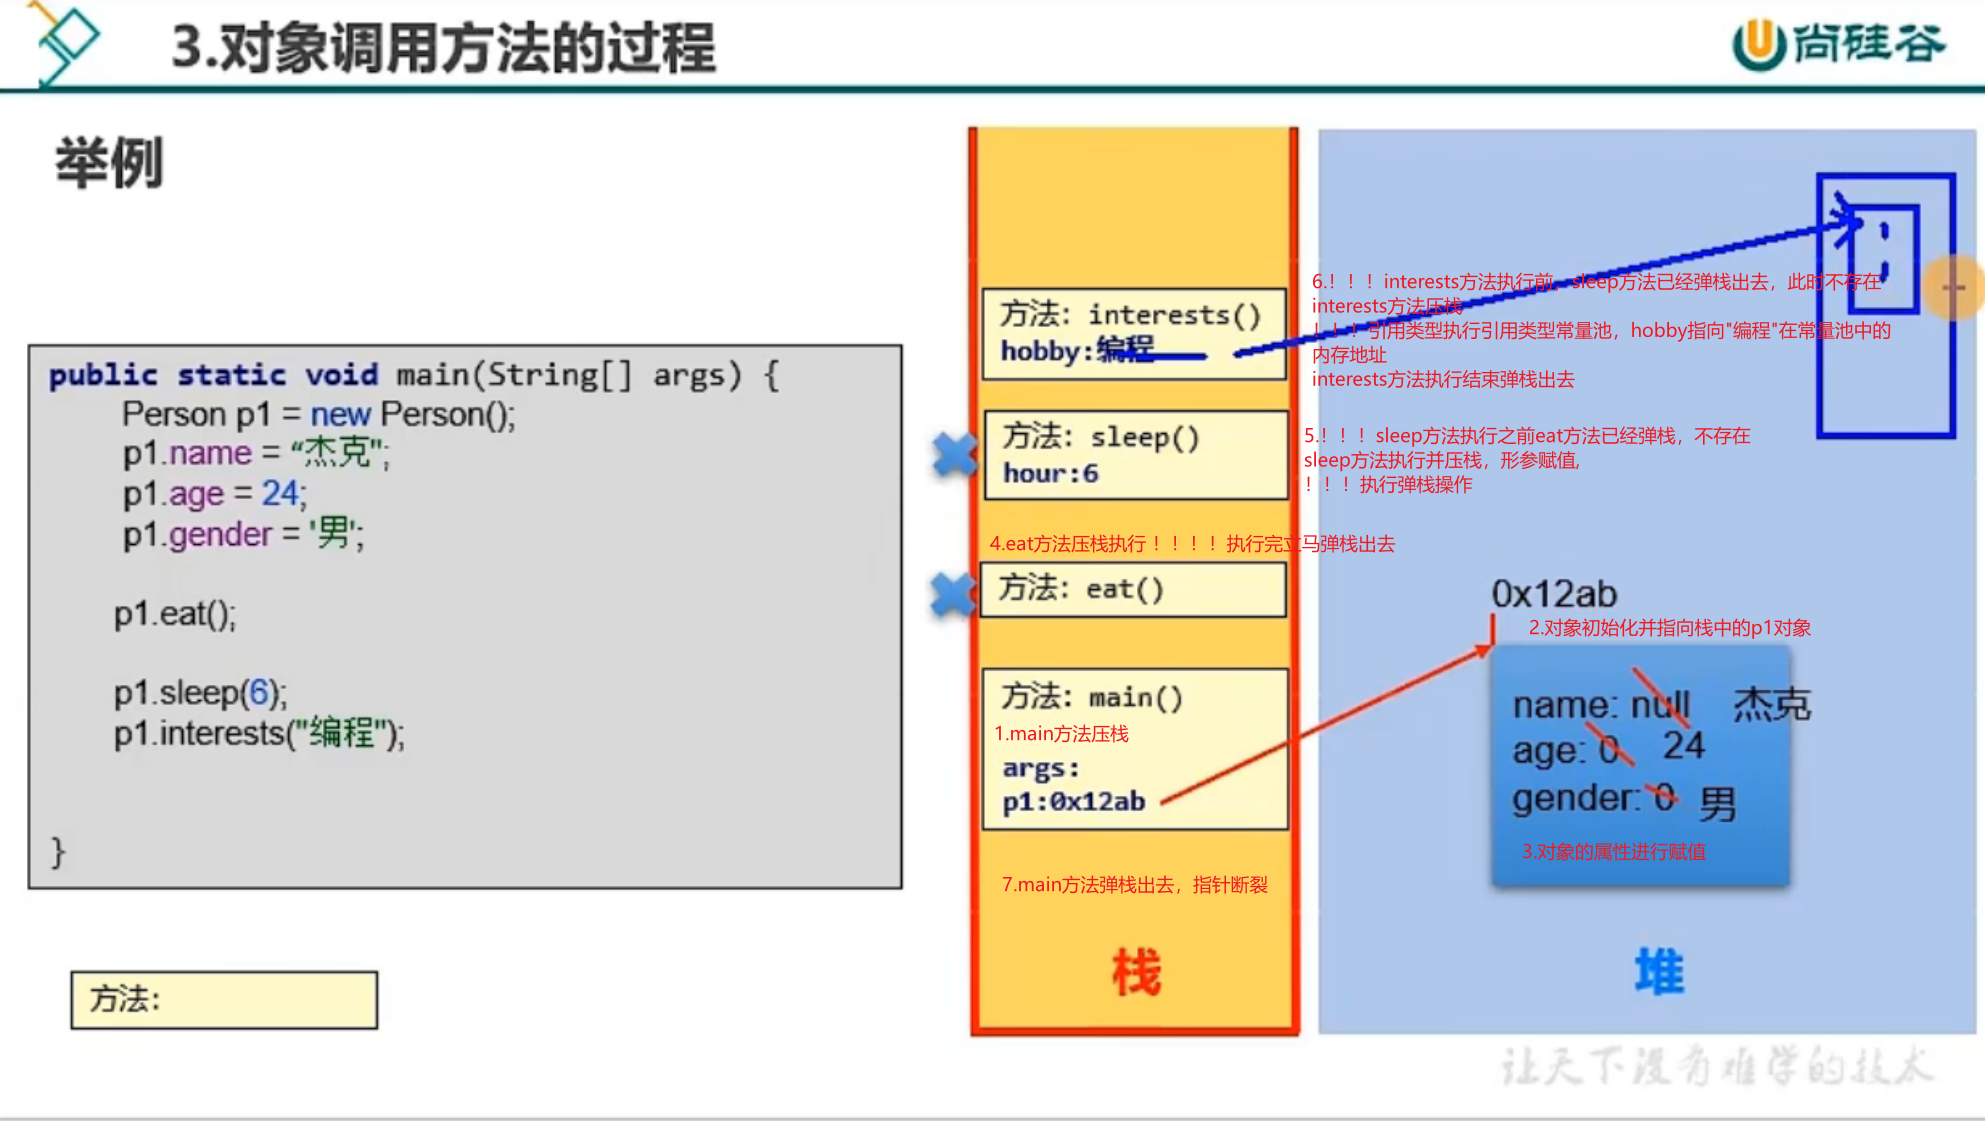 3.对象调用方法的过程
尚硅谷
举例
public static void main(String[] args) {
Person p1 = new Person();
p1.name = “杰克";
p1.age = 24;
p1.gender = '男';
p1.eat();
p1.sleep(6);
p1.interests("编程");
}
方法：
方法：interests()
hobby:编程
方法：sleep()
hour:6
4.eat方法压栈执行！！！！执行完立马弹栈出去
方法：eat()
方法：main()
1.main方法压栈
args:
p1:0x12ab
7.main方法弹栈出去，指针断裂
栈
6.！！！interests方法执行前，sleep方法已经弹栈出去，此时不存在
interests方法压栈
！！！引用类型执行引用类型常量池，hobby指向"编程"在常量池中的
内存地址
interests方法执行结束弹栈出去
5.！！！sleep方法执行之前eat方法已经弹栈，不存在
sleep方法执行并压栈，形参赋值,
！！！执行弹栈操作
0x12ab
2.对象初始化并指向栈中的p1对象
name: null 杰克
age: 0 24
gender: 0 男
3.对象的属性进行赋值
堆
让天下没有难学的技术